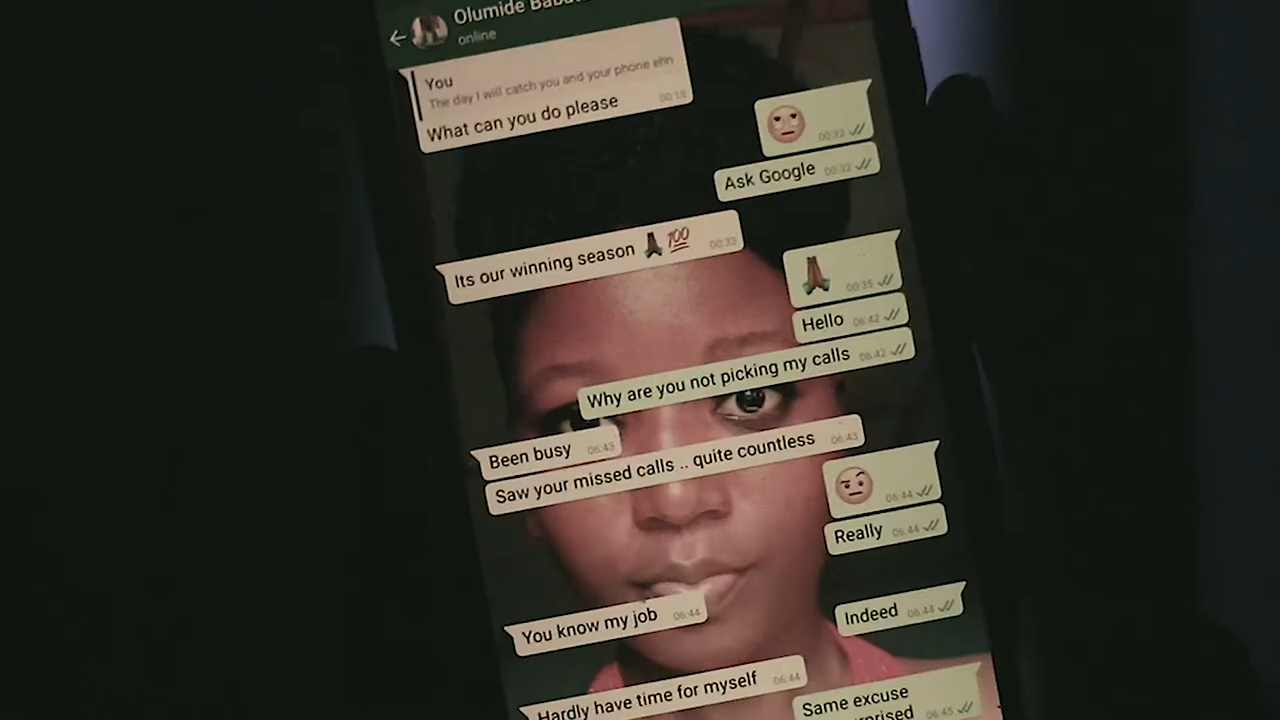 Olumide
online
You
The day I will catch you and your phone ehn
What can you do please 00:18
🙄 00:32
Ask Google 00:32
Its our winning season 🙏🏿💯 00:33
🙏🏿 00:35
Hello 06:42
Why are you not picking my calls 06:42
Been busy 06:43
Saw your missed calls .. quite countless 06:43
🤨 06:44
Really 06:44
Indeed 06:44
You know my job 06:44
Hardly have time for myself 06:44
Same excuse
06:45